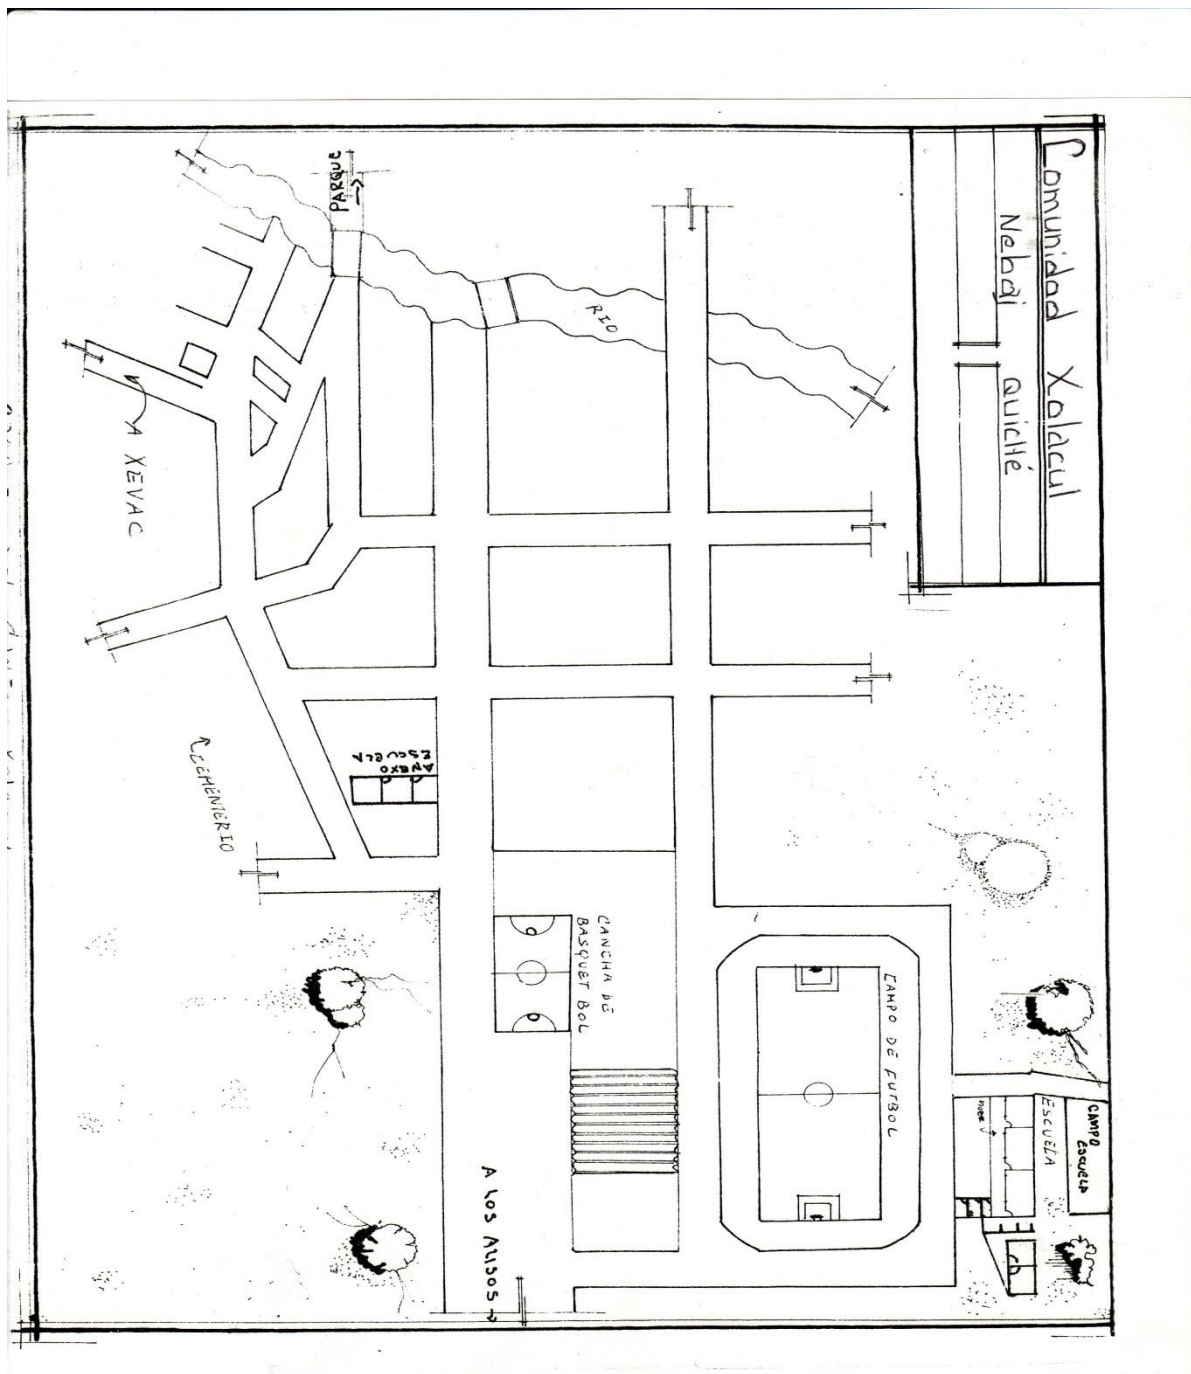 Comunidad Xolacul
Nebaj Quiché
PARQUE
RIO
A XEVAC
CEMENTERIO
ANEXO
ESCUELA
CANCHA DE
BASQUET BOL
CAMPO DE FUTBOL
ESCUELA
CAMPO
ESCUELA
A LOS ALISOS